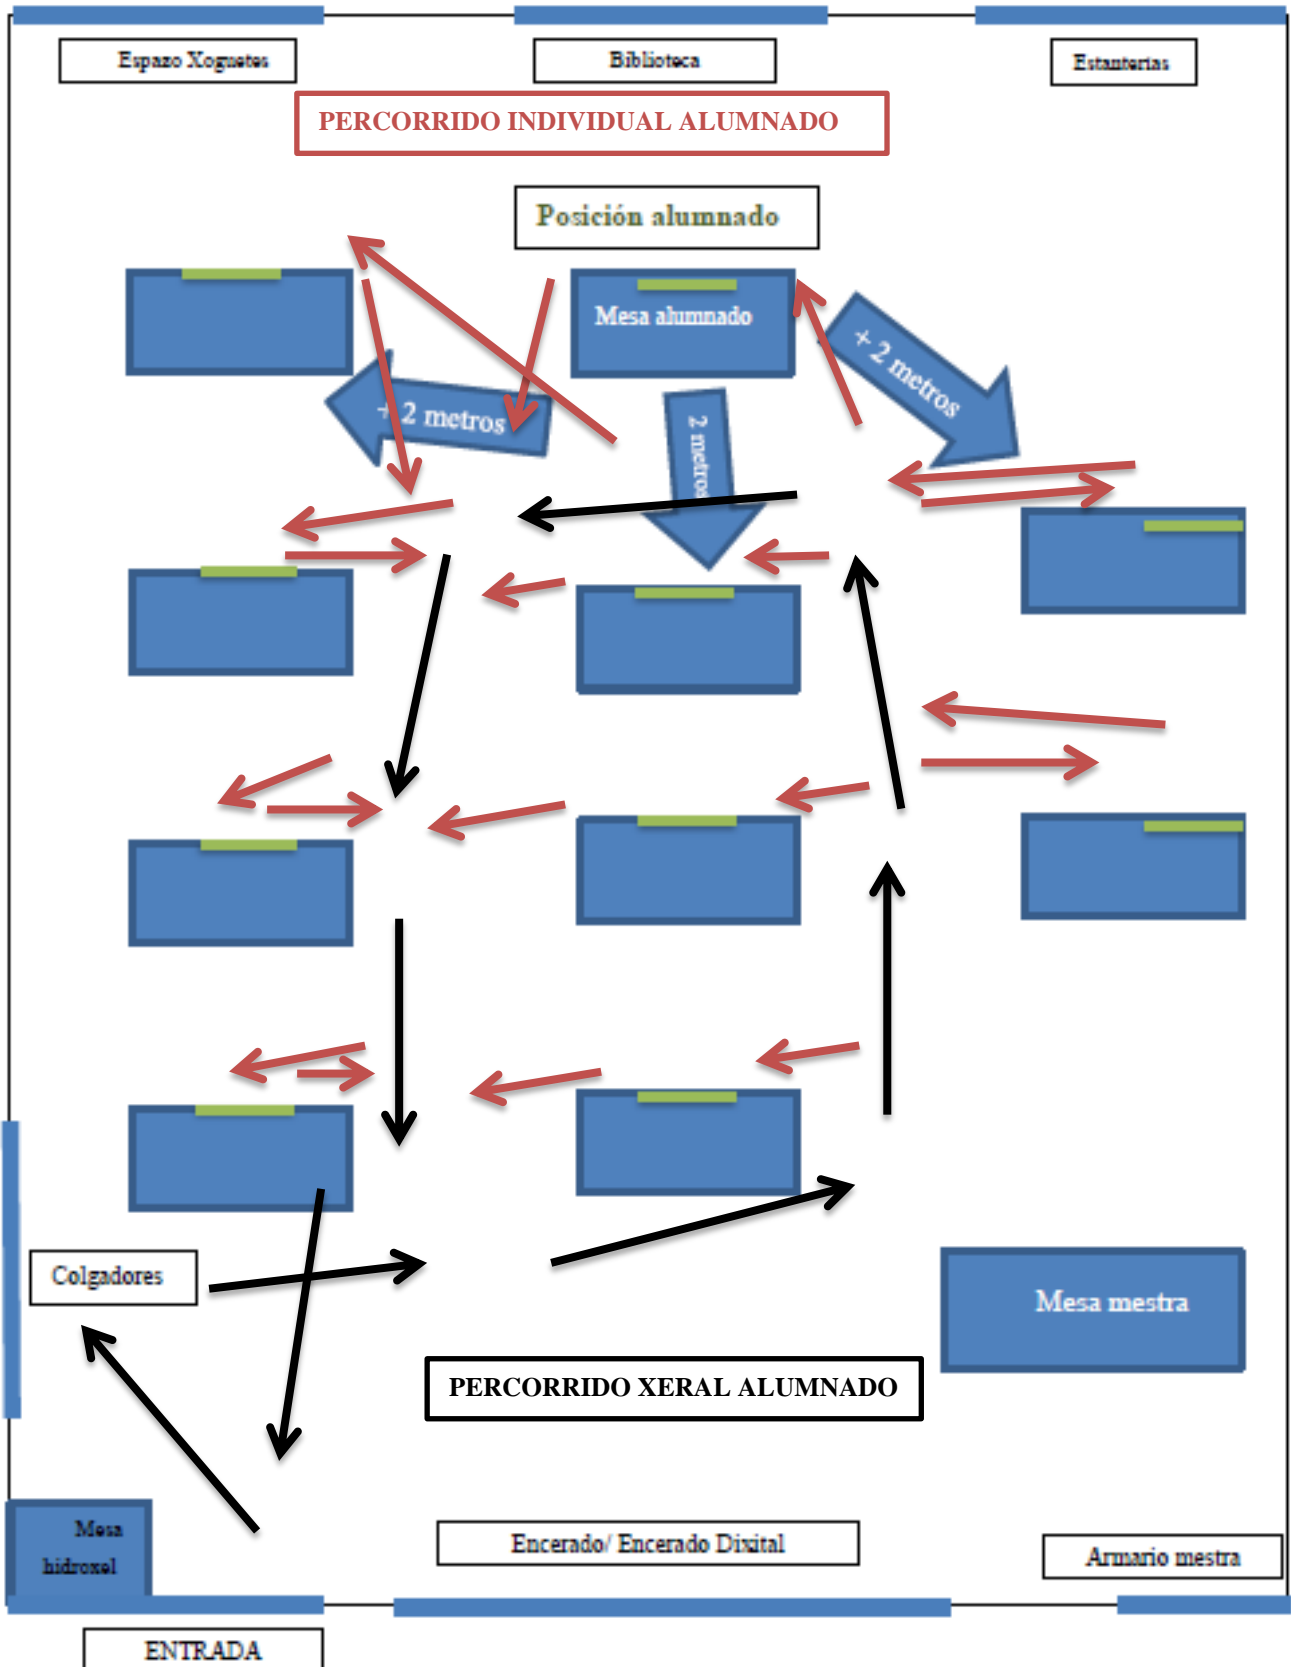 Espazo Xoguetes
Biblioteca
Estanterías
PERCORRIDO INDIVIDUAL ALUMNADO
Posición alumnado
Mesa alumnado
+ 2 metros
+ 2 metros
2 metros
Colgadores
Mesa mestra
PERCORRIDO XERAL ALUMNADO
Mesa
hidroxel
Encerado/ Encerado Dixital
Armario mestra
ENTRADA